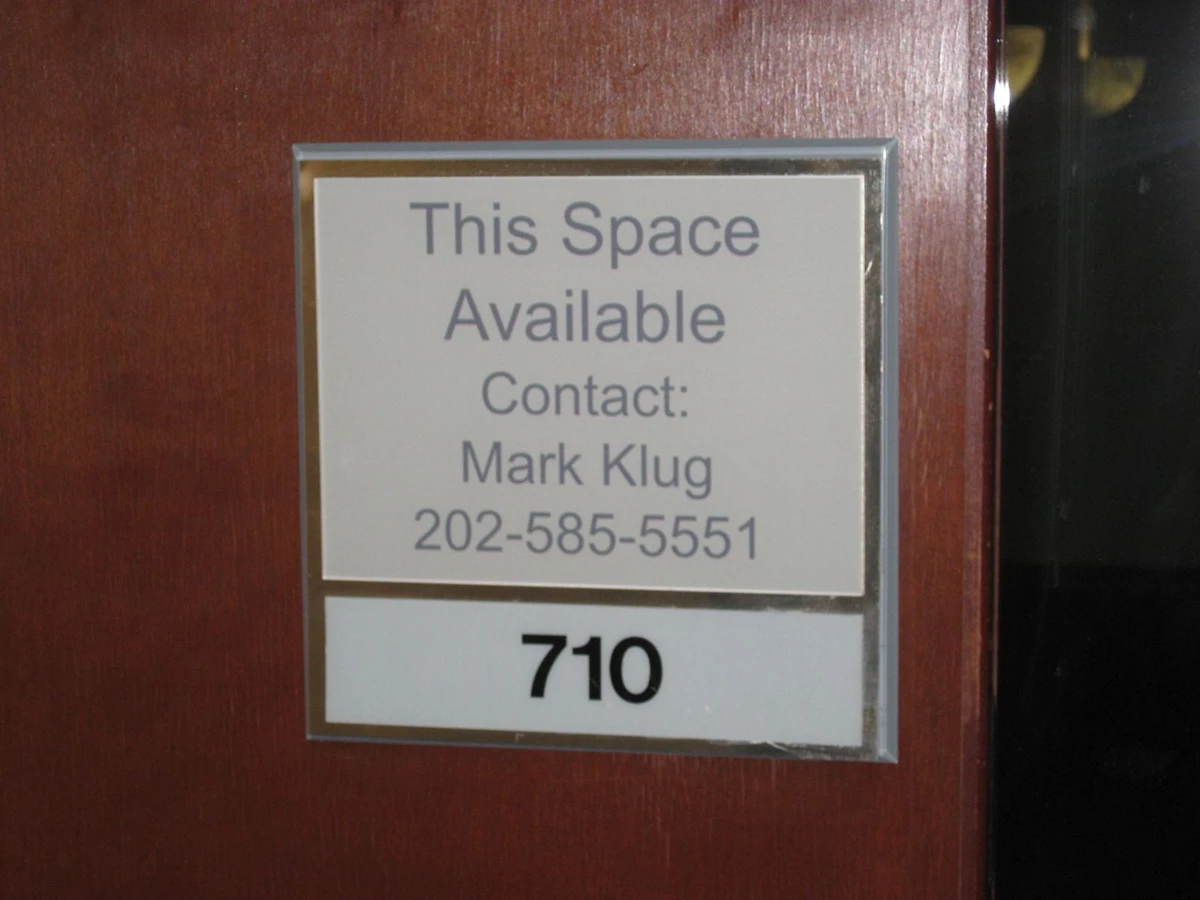 This Space
Available
Contact:
Mark Klug
202-585-5551
710